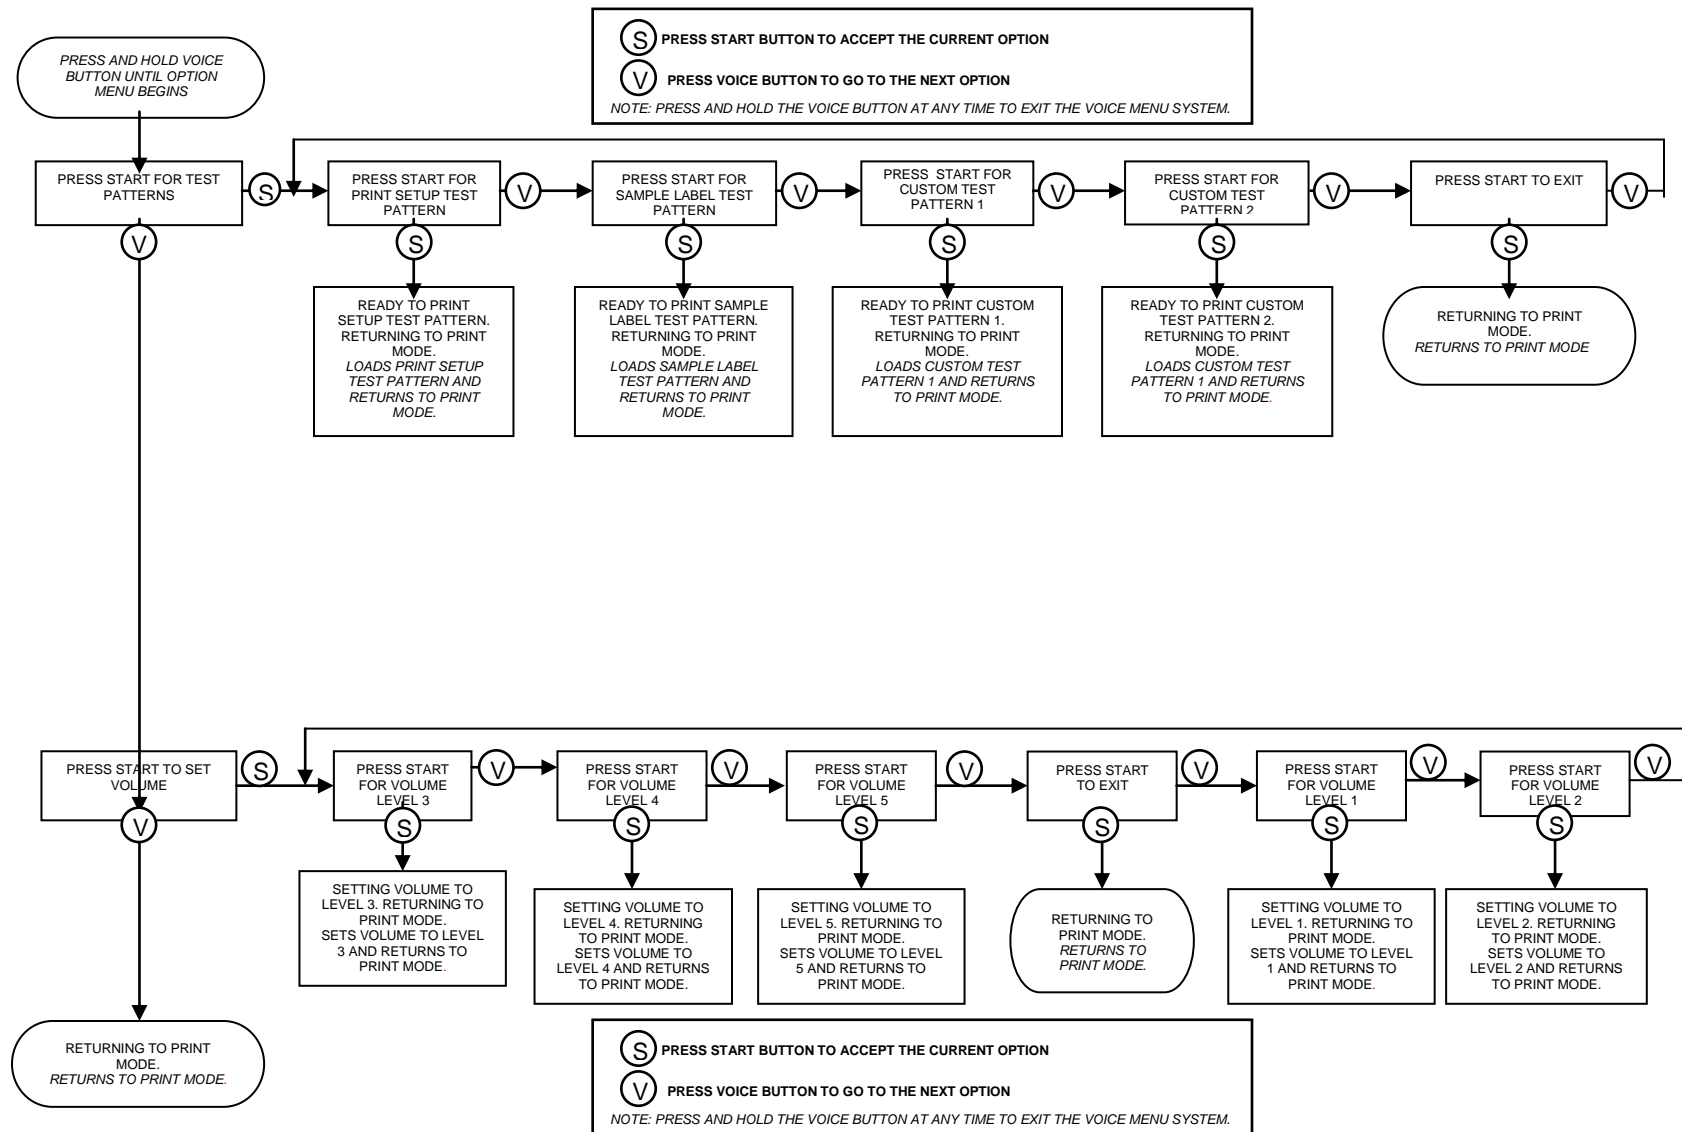 PRESS AND HOLD VOICE
BUTTON UNTIL OPTION
MENU BEGINS
S PRESS START BUTTON TO ACCEPT THE CURRENT OPTION
V PRESS VOICE BUTTON TO GO TO THE NEXT OPTION
NOTE: PRESS AND HOLD THE VOICE BUTTON AT ANY TIME TO EXIT THE VOICE MENU SYSTEM.
PRESS START FOR TEST
PATTERNS
S
V
PRESS START FOR
PRINT SETUP TEST
PATTERN
V
S
PRESS START FOR
SAMPLE LABEL TEST
PATTERN
V
S
PRESS START FOR
CUSTOM TEST
PATTERN 1
V
S
PRESS START FOR
CUSTOM TEST
PATTERN 2
V
S
PRESS START TO EXIT
V
S
READY TO PRINT
SETUP TEST PATTERN.
RETURNING TO PRINT
MODE.
LOADS PRINT SETUP
TEST PATTERN AND
RETURNS TO PRINT
MODE.
READY TO PRINT SAMPLE
LABEL TEST PATTERN.
RETURNING TO PRINT
MODE.
LOADS SAMPLE LABEL
TEST PATTERN AND
RETURNS TO PRINT
MODE.
READY TO PRINT CUSTOM
TEST PATTERN 1.
RETURNING TO PRINT
MODE.
LOADS CUSTOM TEST
PATTERN 1 AND RETURNS
TO PRINT MODE.
READY TO PRINT CUSTOM
TEST PATTERN 2.
RETURNING TO PRINT
MODE.
LOADS CUSTOM TEST
PATTERN 1 AND RETURNS
TO PRINT MODE.
RETURNING TO PRINT
MODE.
RETURNS TO PRINT MODE
PRESS START TO SET
VOLUME
S
V
PRESS START
FOR VOLUME
LEVEL 3
V
S
PRESS START
FOR VOLUME
LEVEL 4
V
S
PRESS START
FOR VOLUME
LEVEL 5
V
S
PRESS START
TO EXIT
V
S
PRESS START
FOR VOLUME
LEVEL 1
V
S
PRESS START
FOR VOLUME
LEVEL 2
V
S
SETTING VOLUME TO
LEVEL 3. RETURNING TO
PRINT MODE.
SETS VOLUME TO LEVEL
3 AND RETURNS TO
PRINT MODE.
SETTING VOLUME TO
LEVEL 4. RETURNING
TO PRINT MODE.
SETS VOLUME TO
LEVEL 4 AND RETURNS
TO PRINT MODE.
SETTING VOLUME TO
LEVEL 5. RETURNING TO
PRINT MODE.
SETS VOLUME TO LEVEL
5 AND RETURNS TO
PRINT MODE.
RETURNING TO
PRINT MODE.
RETURNS TO
PRINT MODE.
SETTING VOLUME TO
LEVEL 1. RETURNING TO
PRINT MODE.
SETS VOLUME TO LEVEL
1 AND RETURNS TO
PRINT MODE.
SETTING VOLUME TO
LEVEL 2. RETURNING
TO PRINT MODE.
SETS VOLUME TO
LEVEL 2 AND RETURNS
TO PRINT MODE.
RETURNING TO PRINT
MODE.
RETURNS TO PRINT MODE.
S PRESS START BUTTON TO ACCEPT THE CURRENT OPTION
V PRESS VOICE BUTTON TO GO TO THE NEXT OPTION
NOTE: PRESS AND HOLD THE VOICE BUTTON AT ANY TIME TO EXIT THE VOICE MENU SYSTEM.